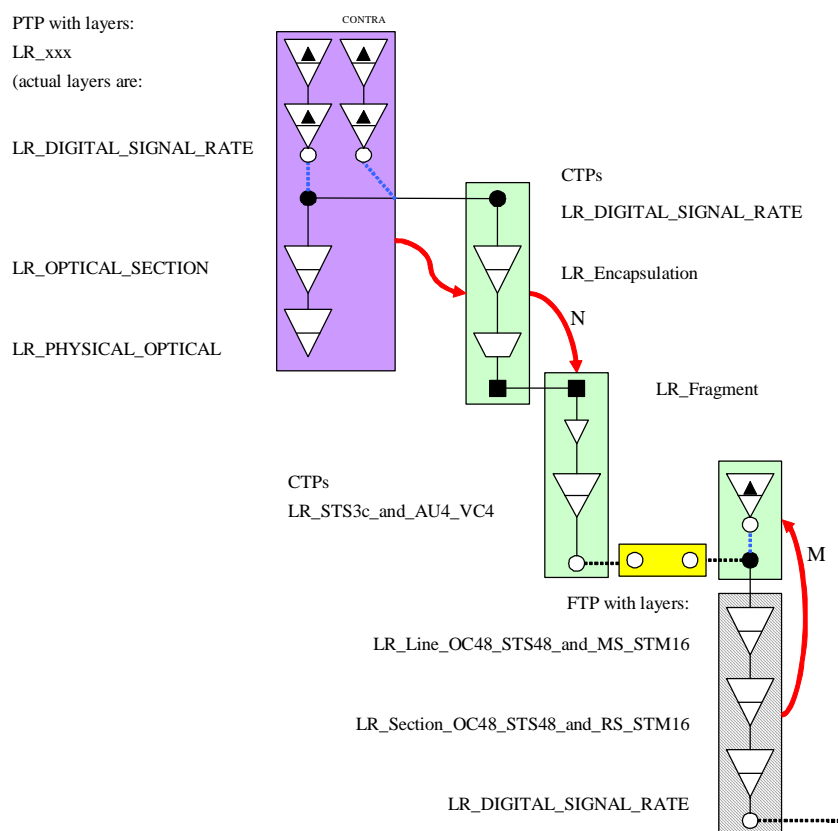 PTP with layers:
CONTRA
LR_xxx
(actual layers are:
LR_DIGITAL_SIGNAL_RATE
CTPs
LR_DIGITAL_SIGNAL_RATE
LR_OPTICAL_SECTION
LR_Encapsulation
N
LR_PHYSICAL_OPTICAL
LR_Fragment
CTPs
LR_STS3c_and_AU4_VC4
M
FTP with layers:
LR_Line_OC48_STS48_and_MS_STM16
LR_Section_OC48_STS48_and_RS_STM16
LR_DIGITAL_SIGNAL_RATE